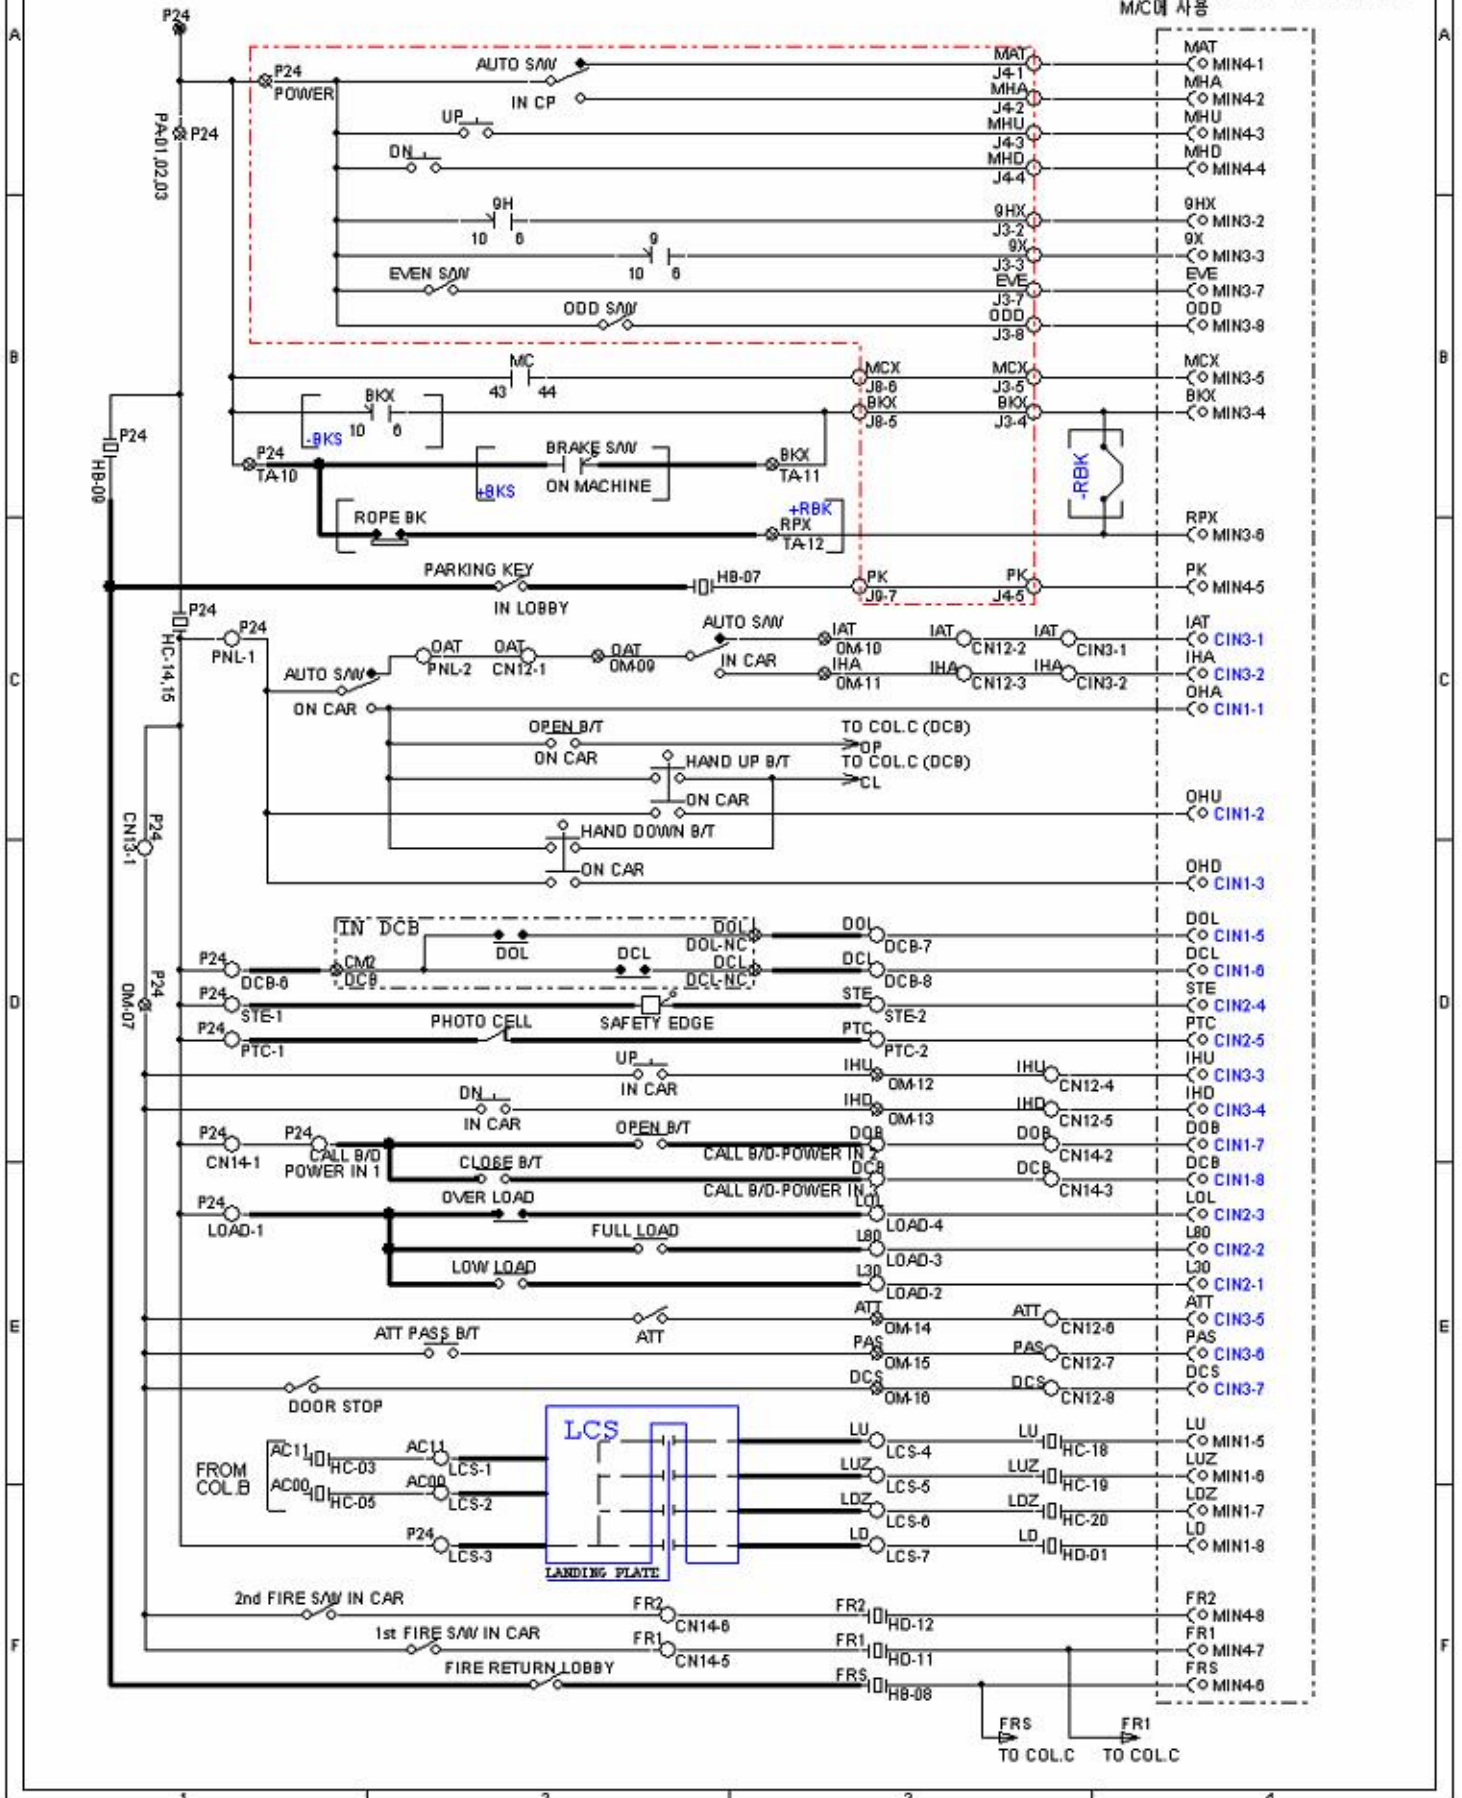 M/C에 사용
P24
A
A
MAT
AUTO S/W
MAT
MIN4-1
P24
J4-1
MHA
POWER
IN CP
MHA
MIN4-2
J4-2
MHU
UP
MHU
MIN4-3
P24
J4-3
PA-01,02,03
MHD
DN
MHD
MIN4-4
J4-4
9HX
9H
9HX
MIN3-2
10 6
J3-2
9X
9
9X
MIN3-3
10 6
J3-3
EVE
EVEN S/W
EVE
MIN3-7
J3-7
ODD
ODD S/W
ODD
MIN3-8
J3-8
B
B
MCX
MC
MCX
MCX
MIN3-5
43 44
J8-6
J3-5
BKX
BKX
BKX
BKX
MIN3-4
10 6
J8-5
J3-4
-BKS
P24
HB-09
P24
BRAKE S/W
BKX
TA-10
+BKS
ON MACHINE
TA-11
-RBK
+RBK
ROPE BK
RPX
RPX
TA-12
MIN3-6
PARKING KEY
HB-07
PK
PK
PK
MIN4-5
IN LOBBY
J9-7
J4-5
P24
HC-14,15
P24
AUTO S/W
IAT
IAT
IAT
IAT
CIN3-1
PNL-1
OAT
OAT
OAT
OM-10
CN12-2
CIN3-1
PNL-2
CN12-1
OM-09
IN CAR
IHA
IHA
IHA
IHA
CIN3-2
C
C
AUTO S/W
OM-11
CN12-3
CIN3-2
OHA
ON CAR
CIN1-1
OPEN B/T
TO COL.C (DCB)
ON CAR
OP
HAND UP B/T
TO COL.C (DCB)
CL
ON CAR
OHU
CIN1-2
P24
CN13-1
HAND DOWN B/T
ON CAR
OHD
CIN1-3
IN DCB
DOL
DOL
DOL
CIN1-5
DOL
DOL-NC
DCB-7
P24
CM2
DCL
DCL
DCL
DCL
CIN1-6
DCB-6
DCB
DCL-NC
DCB-8
D
D
P24
OM-07
P24
STE
STE
CIN2-4
STE-1
SAFETY EDGE
STE-2
P24
PHOTO CELL
PTC
PTC
CIN2-5
PTC-1
PTC-2
UP
IHU
IHU
IHU
CIN3-3
IN CAR
OM-12
CN12-4
DN
IHD
IHD
IHD
CIN3-4
IN CAR
OM-13
CN12-5
P24
P24
OPEN B/T
DOB
DOB
DOB
CIN1-7
CN14-1
CALL B/D
POWER IN 1
CALL B/D-POWER IN 2
CN14-2
CLOSE B/T
DCB
DCB
DCB
CIN1-8
CALL B/D-POWER IN
CN14-3
P24
OVER LOAD
LOL
LOL
CIN2-3
LOAD-1
LOAD-4
FULL LOAD
L80
L80
CIN2-2
LOAD-3
LOW LOAD
L30
L30
CIN2-1
LOAD-2
E
E
ATT
ATT
ATT
CIN3-5
ATT
OM-14
CN12-6
ATT PASS B/T
PAS
PAS
PAS
CIN3-6
OM-15
CN12-7
DCS
DCS
DCS
CIN3-7
DOOR STOP
OM-16
CN12-8
LCS
AC11
AC11
LU
LU
LU
MIN1-5
HC-03
LCS-1
LCS-4
HC-18
FROM
COL.B
AC00
AC00
LUZ
LUZ
LUZ
MIN1-6
HC-05
LCS-2
LCS-5
HC-19
LDZ
LDZ
LDZ
MIN1-7
LCS-6
HC-20
P24
LD
LD
LD
MIN1-8
LCS-3
LCS-7
HD-01
LANDING PLATE
2nd FIRE S/W IN CAR
FR2
FR2
FR2
MIN4-8
CN14-6
HD-12
F
F
1st FIRE S/W IN CAR
FR1
FR1
FR1
MIN4-7
CN14-5
HD-11
FIRE RETURN LOBBY
FRS
FRS
MIN4-6
HB-08
FRS
FR1
TO COL.C
TO COL.C